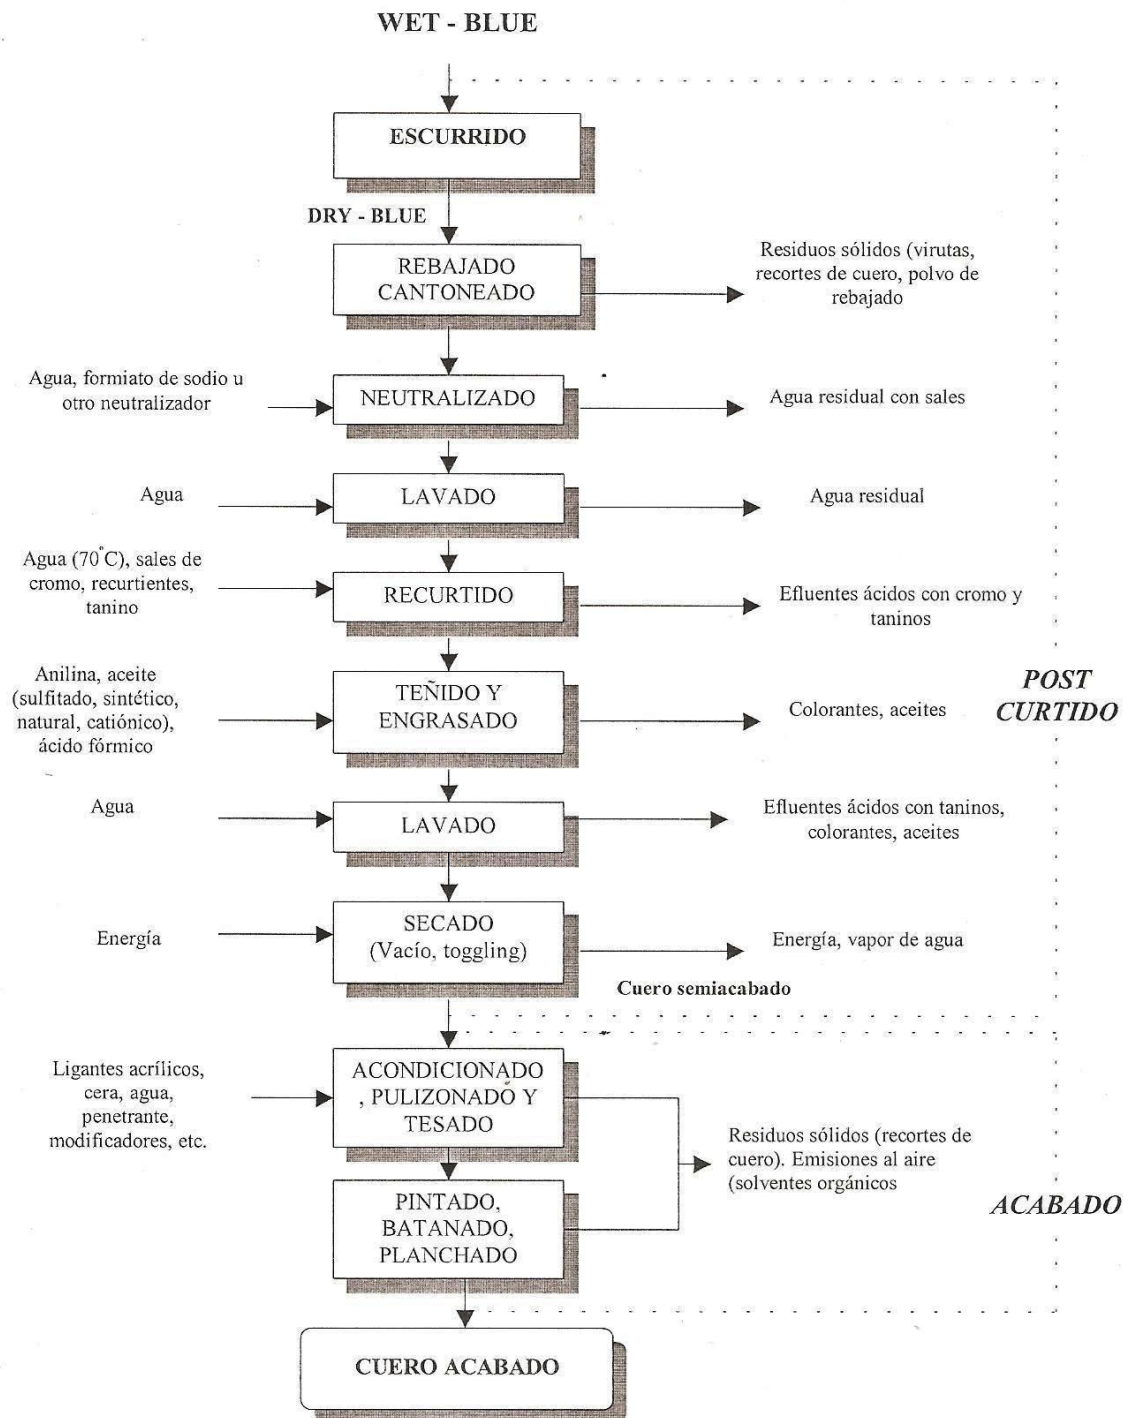 WET - BLUE
ESCURRIDO
DRY - BLUE
REBAJADO
CANTONEADO
Residuos sólidos (virutas,
recortes de cuero, polvo de
rebajado
Agua, formiato de sodio u
otro neutralizador
NEUTRALIZADO
Agua residual con sales
Agua
LAVADO
Agua residual
Agua (70°C), sales de
cromo, recurtientes,
tanino
RECURTIDO
Efluentes ácidos con cromo y
taninos
Anilina, aceite
(sulfitado, sintético,
natural, catiónico),
ácido fórmico
TEÑIDO Y
ENGRASADO
Colorantes, aceites
POST
CURTIDO
Agua
LAVADO
Efluentes ácidos con taninos,
colorantes, aceites
Energía
SECADO
(Vacío, toggling)
Energía, vapor de agua
Cuero semiacabado
Ligantes acrílicos,
cera, agua,
penetrante,
modificadores, etc.
ACONDICIONADO
, PULIZONADO Y
TESADO
Residuos sólidos (recortes de
cuero). Emisiones al aire
(solventes orgánicos
PINTADO,
BATANADO,
PLANCHADO
ACABADO
CUERO ACABADO